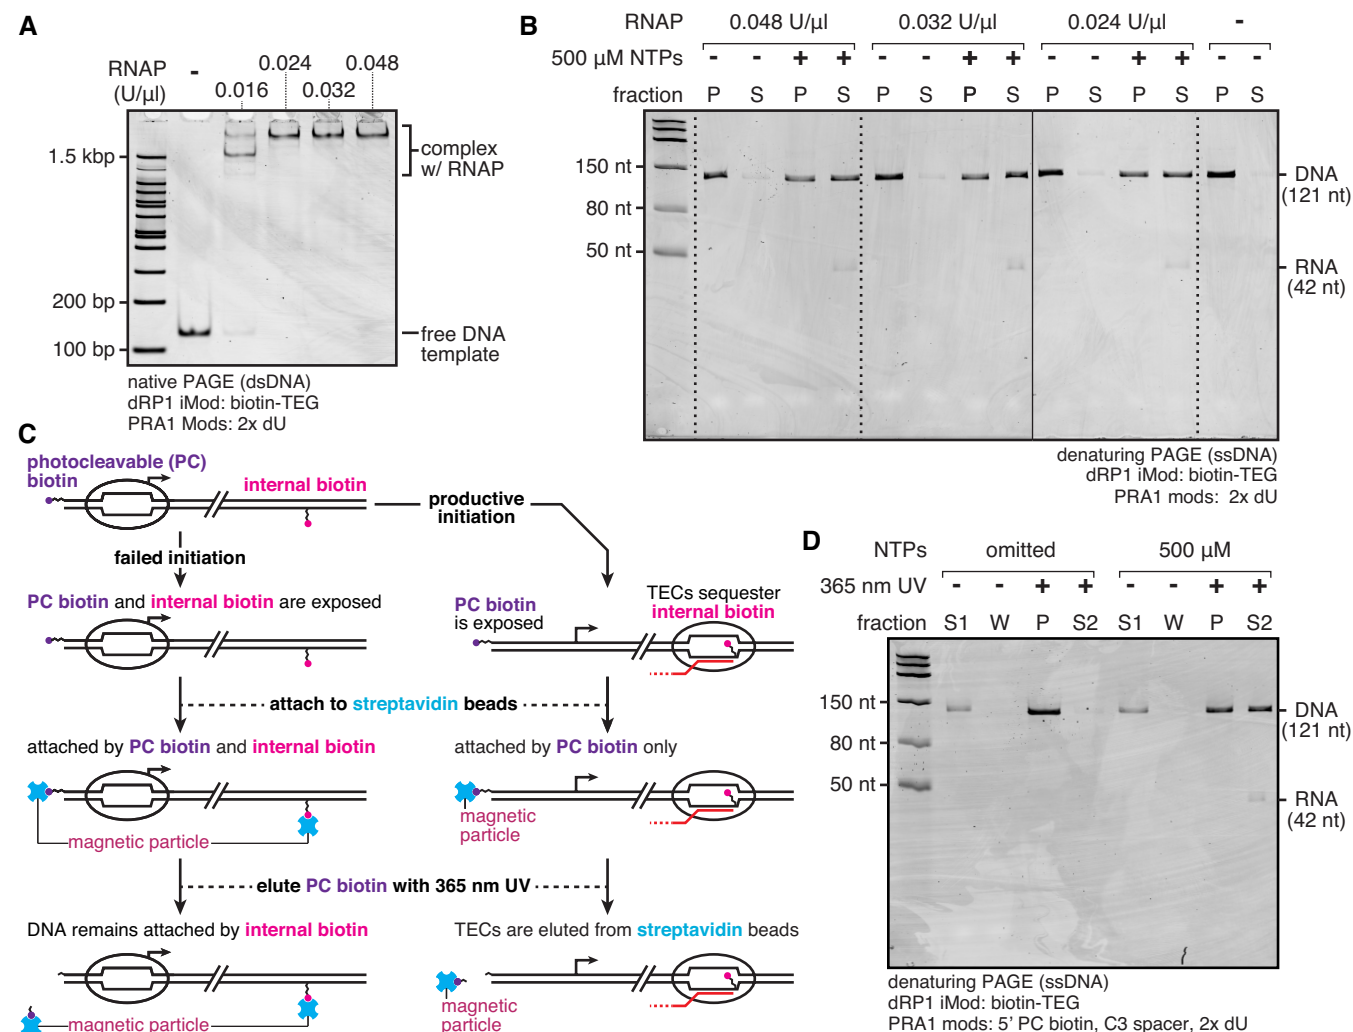 A
RNAP
(U/µl)
-
0.016
0.024
0.032
0.048
1.5 kbp
200 bp
100 bp
complex
w/ RNAP
free DNA
template
native PAGE (dsDNA)
dRP1 iMod: biotin-TEG
PRA1 Mods: 2x dU
B
RNAP 0.048 U/µl 0.032 U/µl 0.024 U/µl -
500 µM NTPs - - + + - - + + - - + + - -
fraction P S P S P S P S P S P S P S
150 nt
80 nt
50 nt
DNA
(121 nt)
RNA
(42 nt)
denaturing PAGE (ssDNA)
dRP1 iMod: biotin-TEG
PRA1 mods: 2x dU
C
photocleavable (PC)
biotin
internal biotin
productive
initiation
failed initiation
PC biotin and internal biotin are exposed
PC biotin
is exposed
TECs sequester
internal biotin
attach to streptavidin beads
attached by PC biotin and internal biotin
attached by PC biotin only
magnetic particle
magnetic
particle
elute PC biotin with 365 nm UV
DNA remains attached by internal biotin
TECs are eluted from streptavidin beads
magnetic particle
magnetic
particle
D
NTPs omitted 500 µM
365 nm UV - - + + - - + +
fraction S1 W P S2 S1 W P S2
150 nt
80 nt
50 nt
DNA
(121 nt)
RNA
(42 nt)
denaturing PAGE (ssDNA)
dRP1 iMod: biotin-TEG
PRA1 mods: 5' PC biotin, C3 spacer, 2x dU